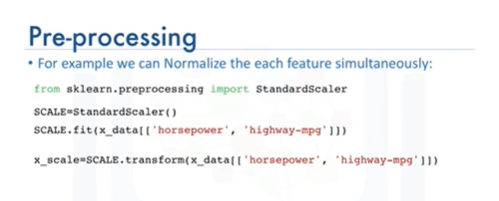 Pre-processing
• For example we can Normalize the each feature simultaneously:
from sklearn.preprocessing import StandardScaler
SCALE=StandardScaler()
SCALE.fit(x_data[['horsepower', 'highway-mpg']])
x_scale=SCALE.transform(x_data[['horsepower', 'highway-mpg']])